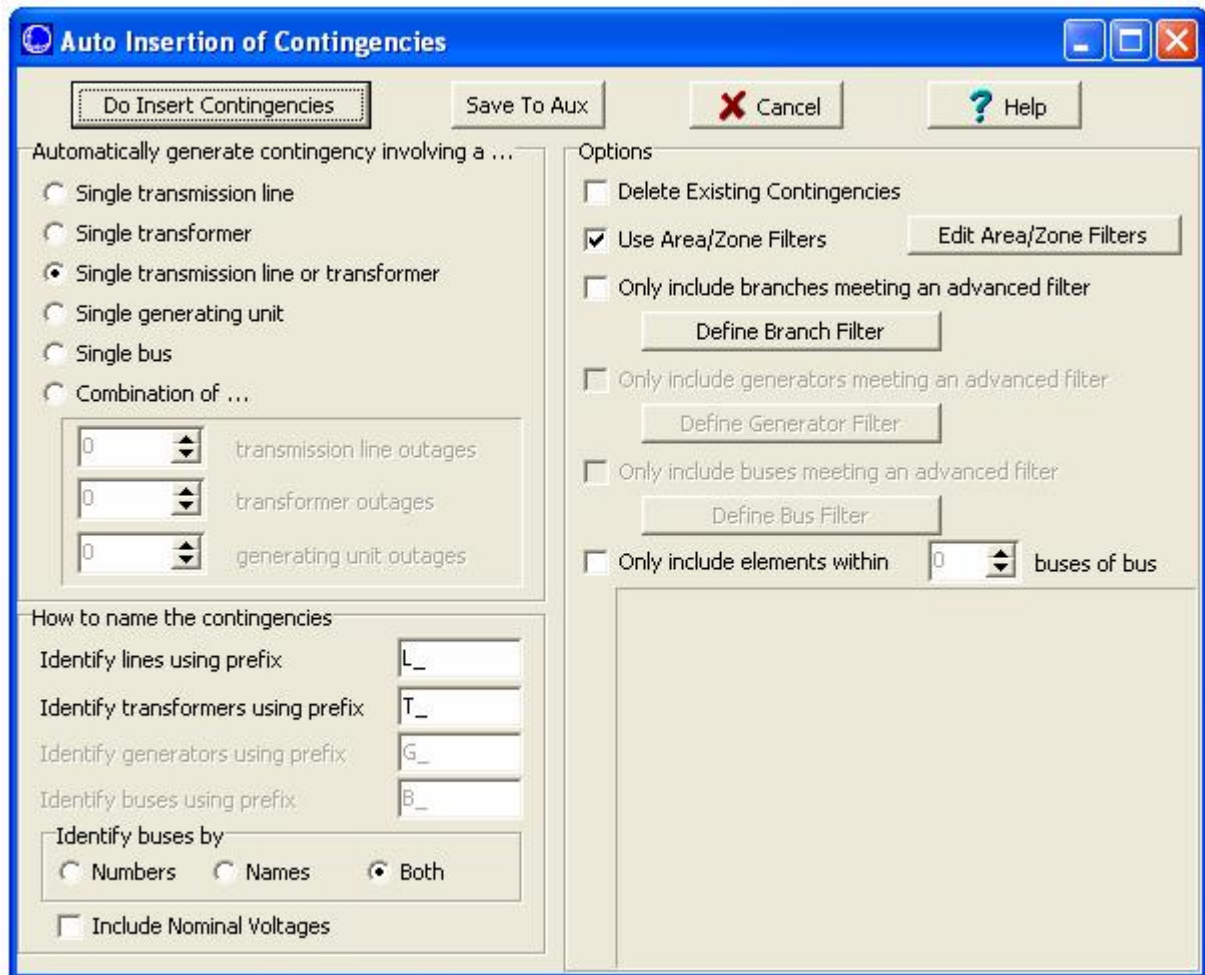 Auto Insertion of Contingencies
Do Insert Contingencies
Save To Aux
Cancel
? Help
Automatically generate contingency involving a ...
Single transmission line
Single transformer
Single transmission line or transformer
Single generating unit
Single bus
Combination of ...
0 transmission line outages
0 transformer outages
0 generating unit outages
How to name the contingencies
Identify lines using prefix L_
Identify transformers using prefix T_
Identify generators using prefix G_
Identify buses using prefix B_
Identify buses by
Numbers Names Both
Include Nominal Voltages
Options
Delete Existing Contingencies
Use Area/Zone Filters Edit Area/Zone Filters
Only include branches meeting an advanced filter
Define Branch Filter
Only include generators meeting an advanced filter
Define Generator Filter
Only include buses meeting an advanced filter
Define Bus Filter
Only include elements within 0 buses of bus